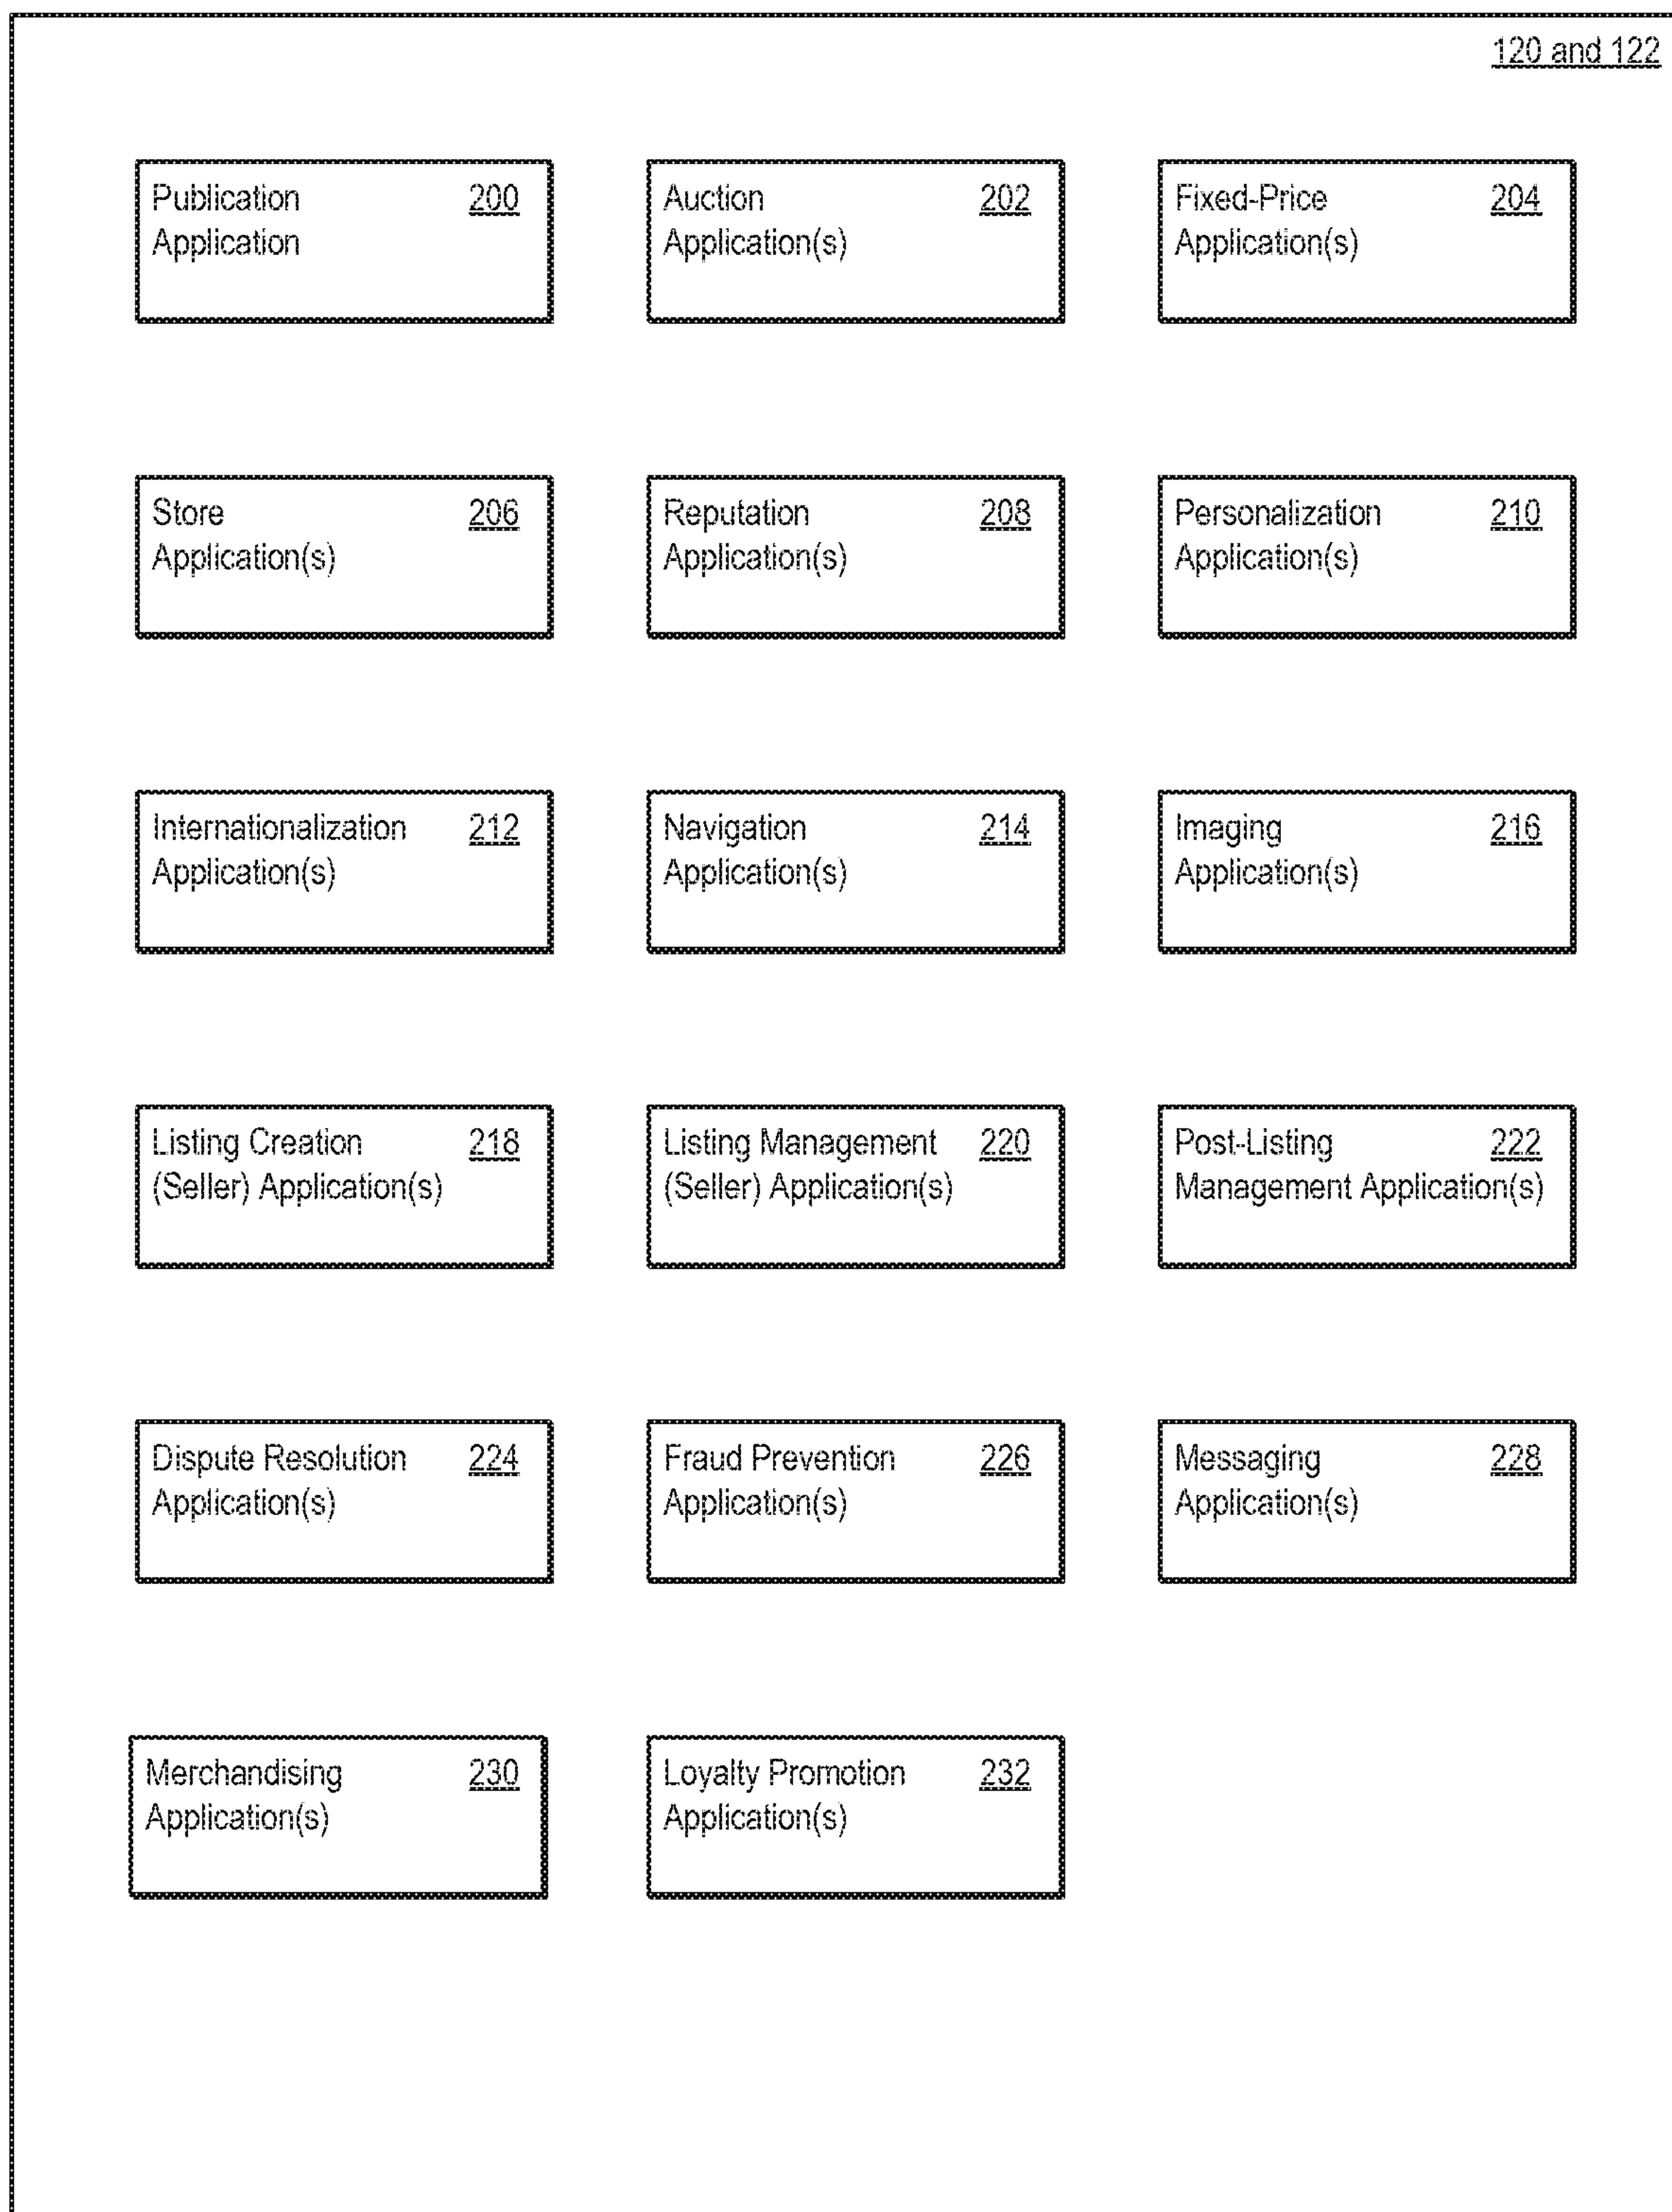 120 and 122
Publication 200
Application
Auction 202
Application(s)
Fixed-Price 204
Application(s)
Store 206
Application(s)
Reputation 208
Application(s)
Personalization 210
Application(s)
Internationalization 212
Application(s)
Navigation 214
Application(s)
Imaging 216
Application(s)
Listing Creation 218
(Seller) Application(s)
Listing Management 220
(Seller) Application(s)
Post-Listing 222
Management Application(s)
Dispute Resolution 224
Application(s)
Fraud Prevention 226
Application(s)
Messaging 228
Application(s)
Merchandising 230
Application(s)
Loyalty Promotion 232
Application(s)